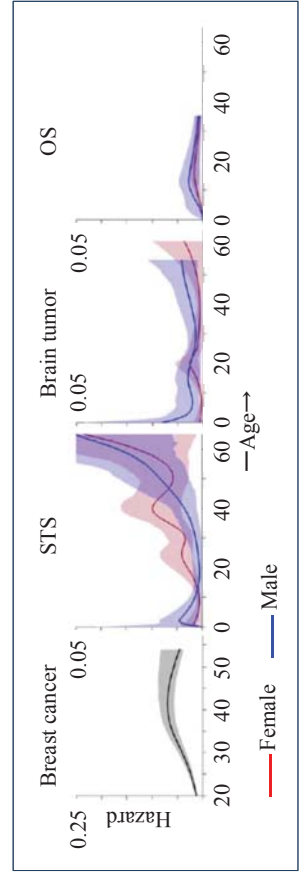 Breast cancer
STS
Brain tumor
OS
0.25
0.05
0.05
0.05
Hazard
20 30 40 50
0 20 40 60
0 20 40 60
0 20 40 60
—Age→
Female
Male